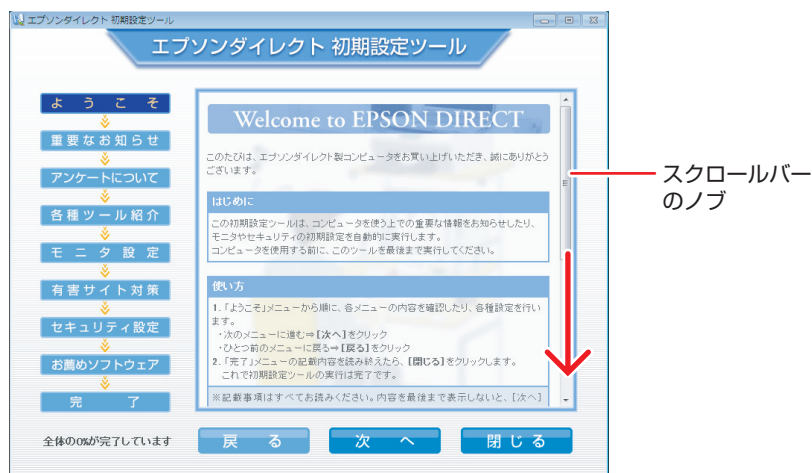 エプソンダイレクト 初期設定ツール
エプソンダイレクト 初期設定ツール
ようこそ
重要なお知らせ
アンケートについて
各種ツール紹介
モニタ設定
有害サイト対策
セキュリティ設定
お薦めソフトウェア
完了
Welcome to EPSON DIRECT
このたびは、エプソンダイレクト製コンピュータをお買い上げいただき、誠にありがとう
ございます。
はじめに
この初期設定ツールは、コンピュータを使う上での重要な情報をお知らせしたり、
モニタやセキュリティの初期設定を自動的に実行します。
コンピュータを使用する前に、このツールを最後まで実行してください。
使い方
1.「ようこそ」メニューから順に、各メニューの内容を確認したり、各種設定を行い
ます。
・次のメニューに進む⇒[次へ]をクリック
・ひとつ前のメニューに戻る⇒[戻る]をクリック
2.「完了」メニューの記載内容を読み終えたら、[閉じる]をクリックします。
これで初期設定ツールの実行は完了です。
※記載事項はすべてお読みください。内容を最後まで表示しないと、[次へ]
スクロールバー
のノブ
全体の0%が完了しています
戻る
次へ
閉じる